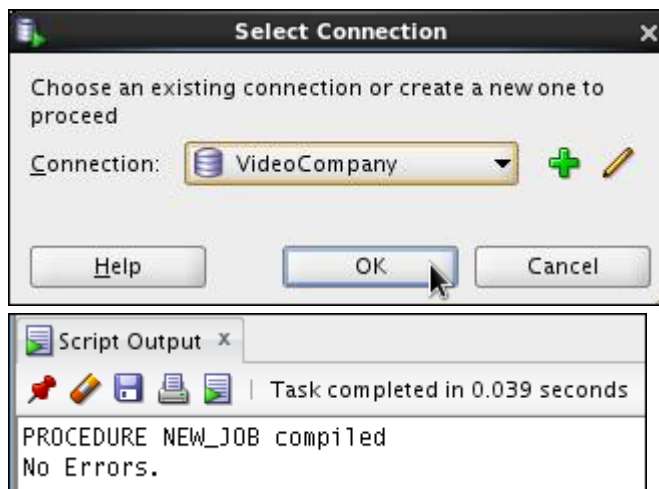 Select Connection
Choose an existing connection or create a new one to
proceed
Connection: VideoCompany
Help OK Cancel
Script Output x
Task completed in 0.039 seconds
PROCEDURE NEW_JOB compiled
No Errors.